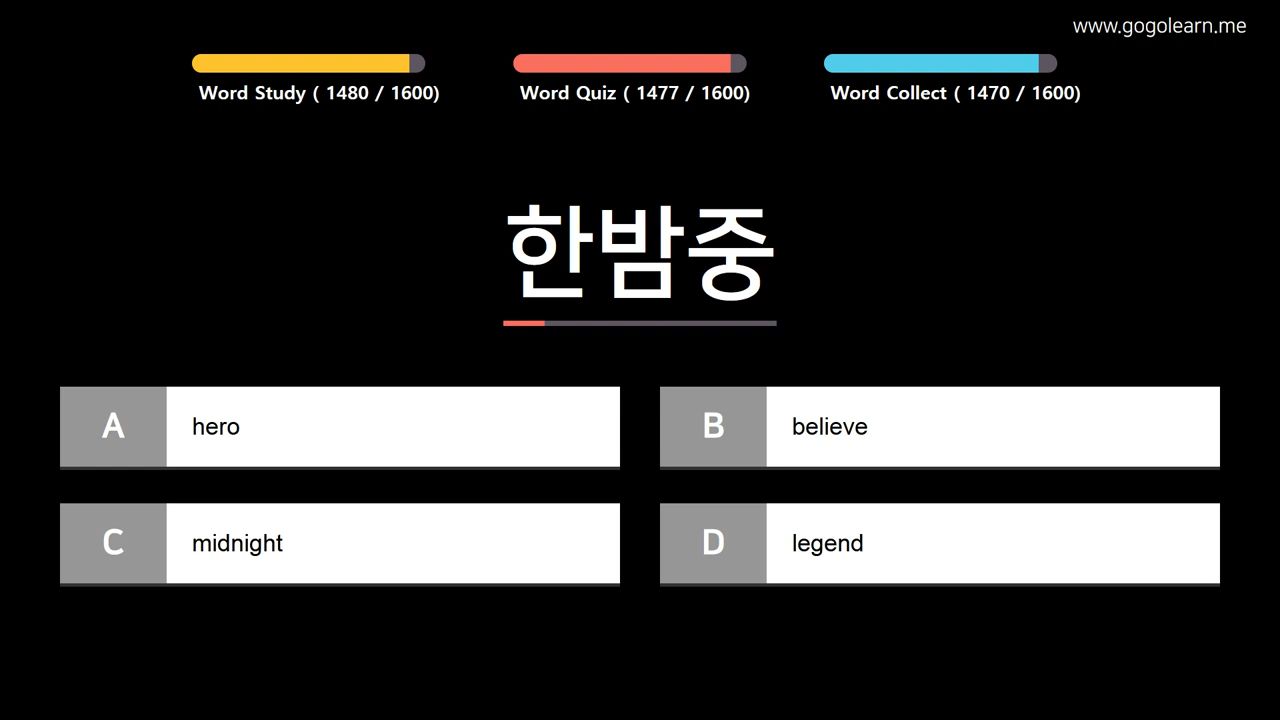 www.gogolearn.me
Word Study ( 1480 / 1600)
Word Quiz ( 1477 / 1600)
Word Collect ( 1470 / 1600)
한밤중
A hero
B believe
C midnight
D legend